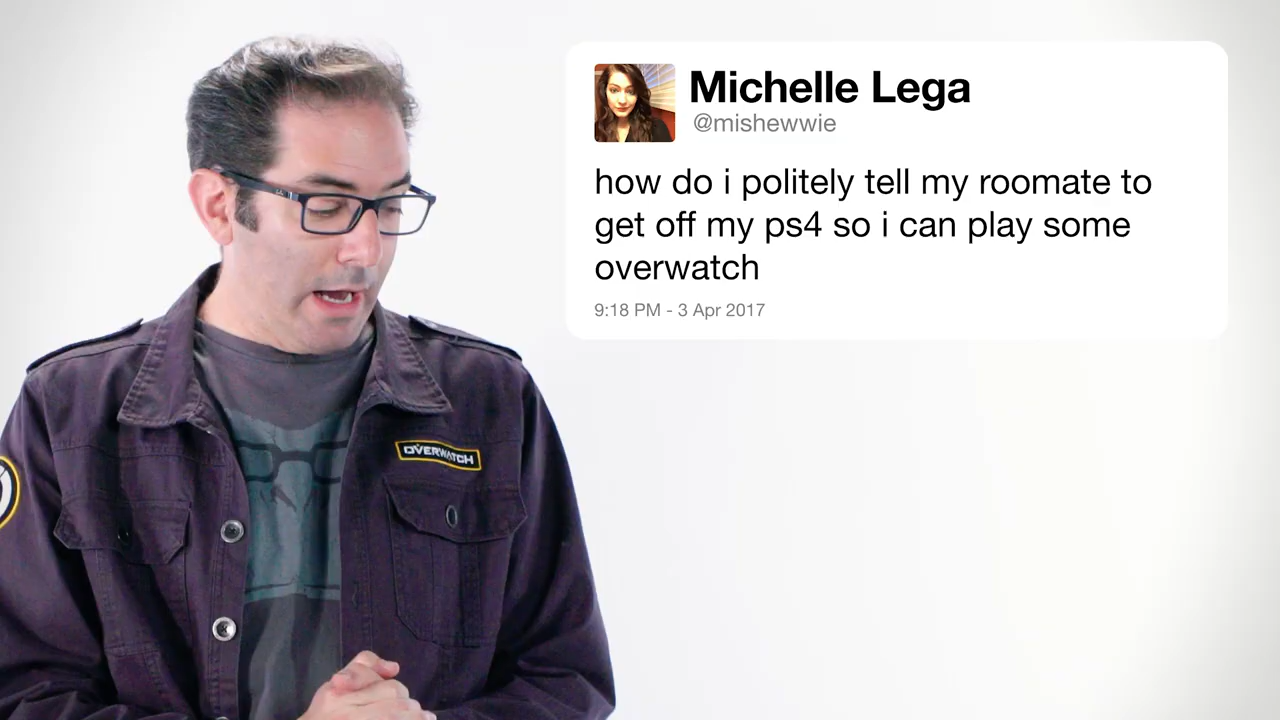 Michelle Lega
@mishewwie
how do i politely tell my roomate to
get off my ps4 so i can play some
overwatch
9:18 PM - 3 Apr 2017
OVERWATCH